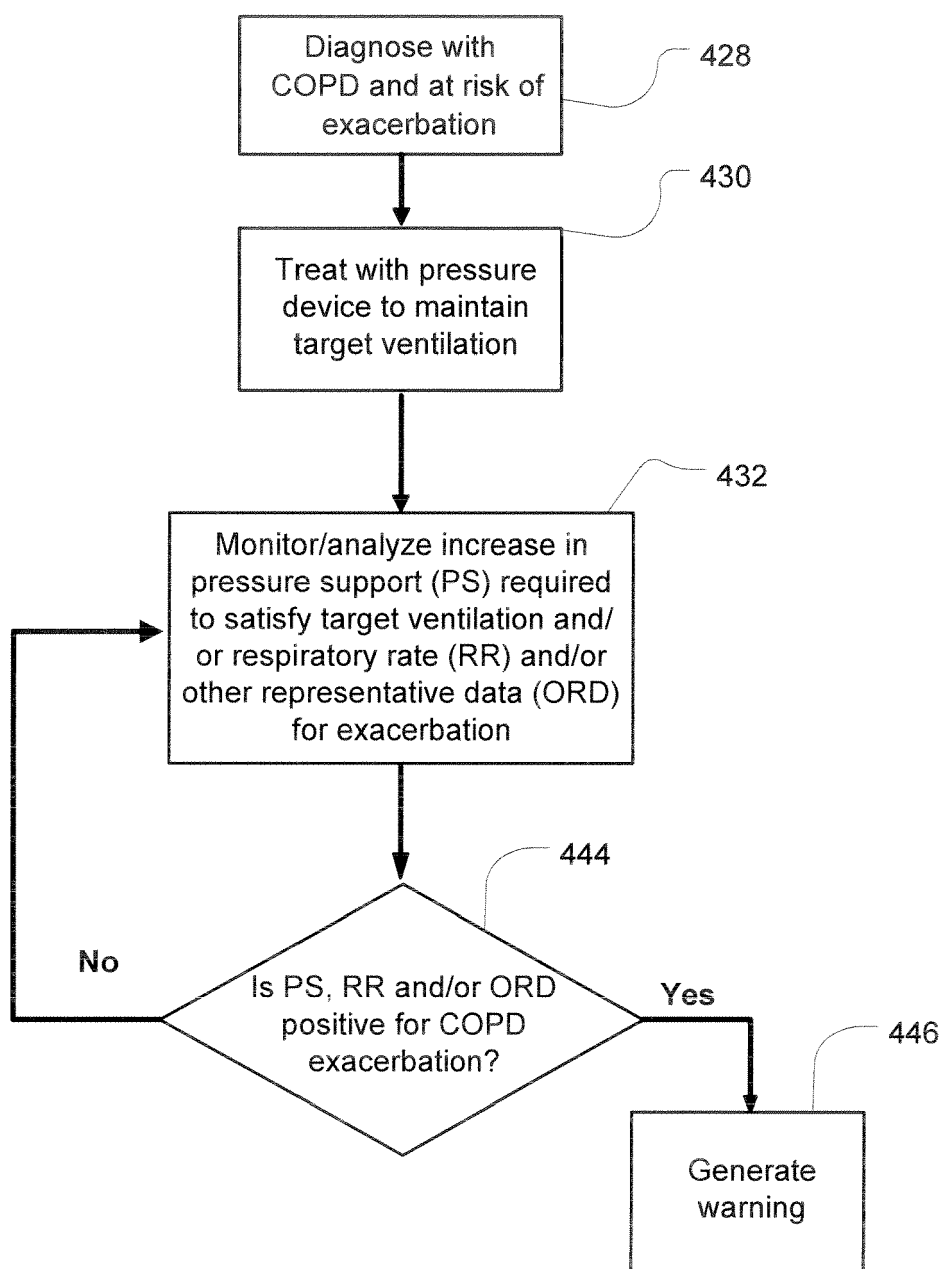 Diagnose with
COPD and at risk of
exacerbation
428
430
Treat with pressure
device to maintain
target ventilation
432
Monitor/analyze increase in
pressure support (PS) required
to satisfy target ventilation and/
or respiratory rate (RR) and/or
other representative data (ORD)
for exacerbation
444
No
Is PS, RR and/or ORD
positive for COPD
exacerbation?
Yes
446
Generate
warning